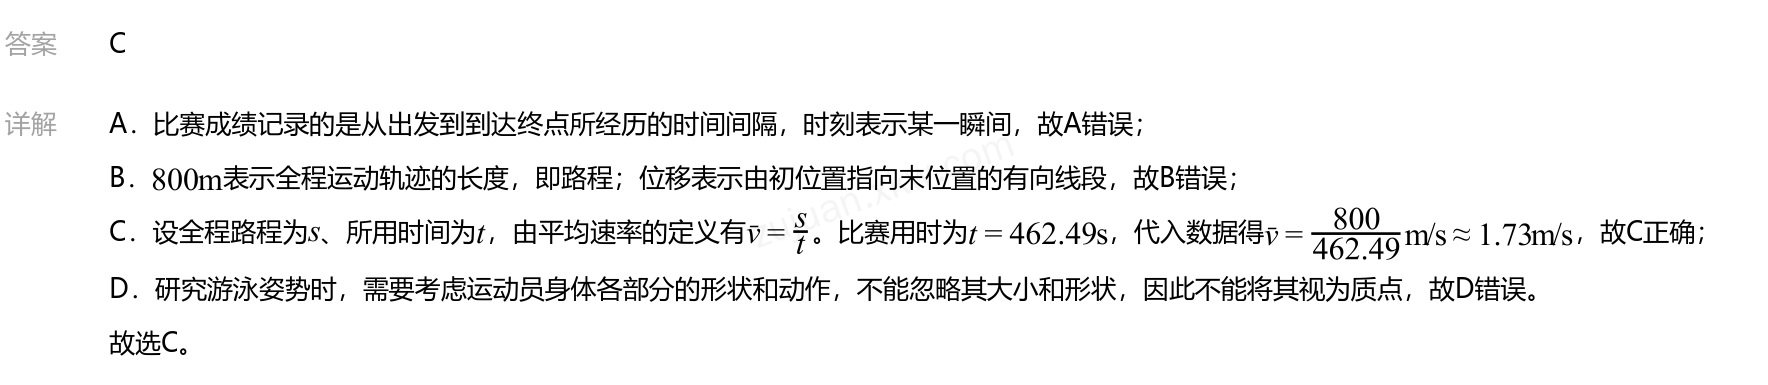 答案 C
详解 A．比赛成绩记录的是从出发到到达终点所经历的时间间隔，时刻表示某一瞬间，故A错误；
B．800m表示全程运动轨迹的长度，即路程；位移表示由初位置指向末位置的有向线段，故B错误；
C．设全程路程为s、所用时间为t，由平均速率的定义有v̄ = s/t。比赛用时为t = 462.49s，代入数据得v̄ = 800/462.49 m/s ≈ 1.73m/s，故C正确；
D．研究游泳姿势时，需要考虑运动员身体各部分的形状和动作，不能忽略其大小和形状，因此不能将其视为质点，故D错误。
故选C。